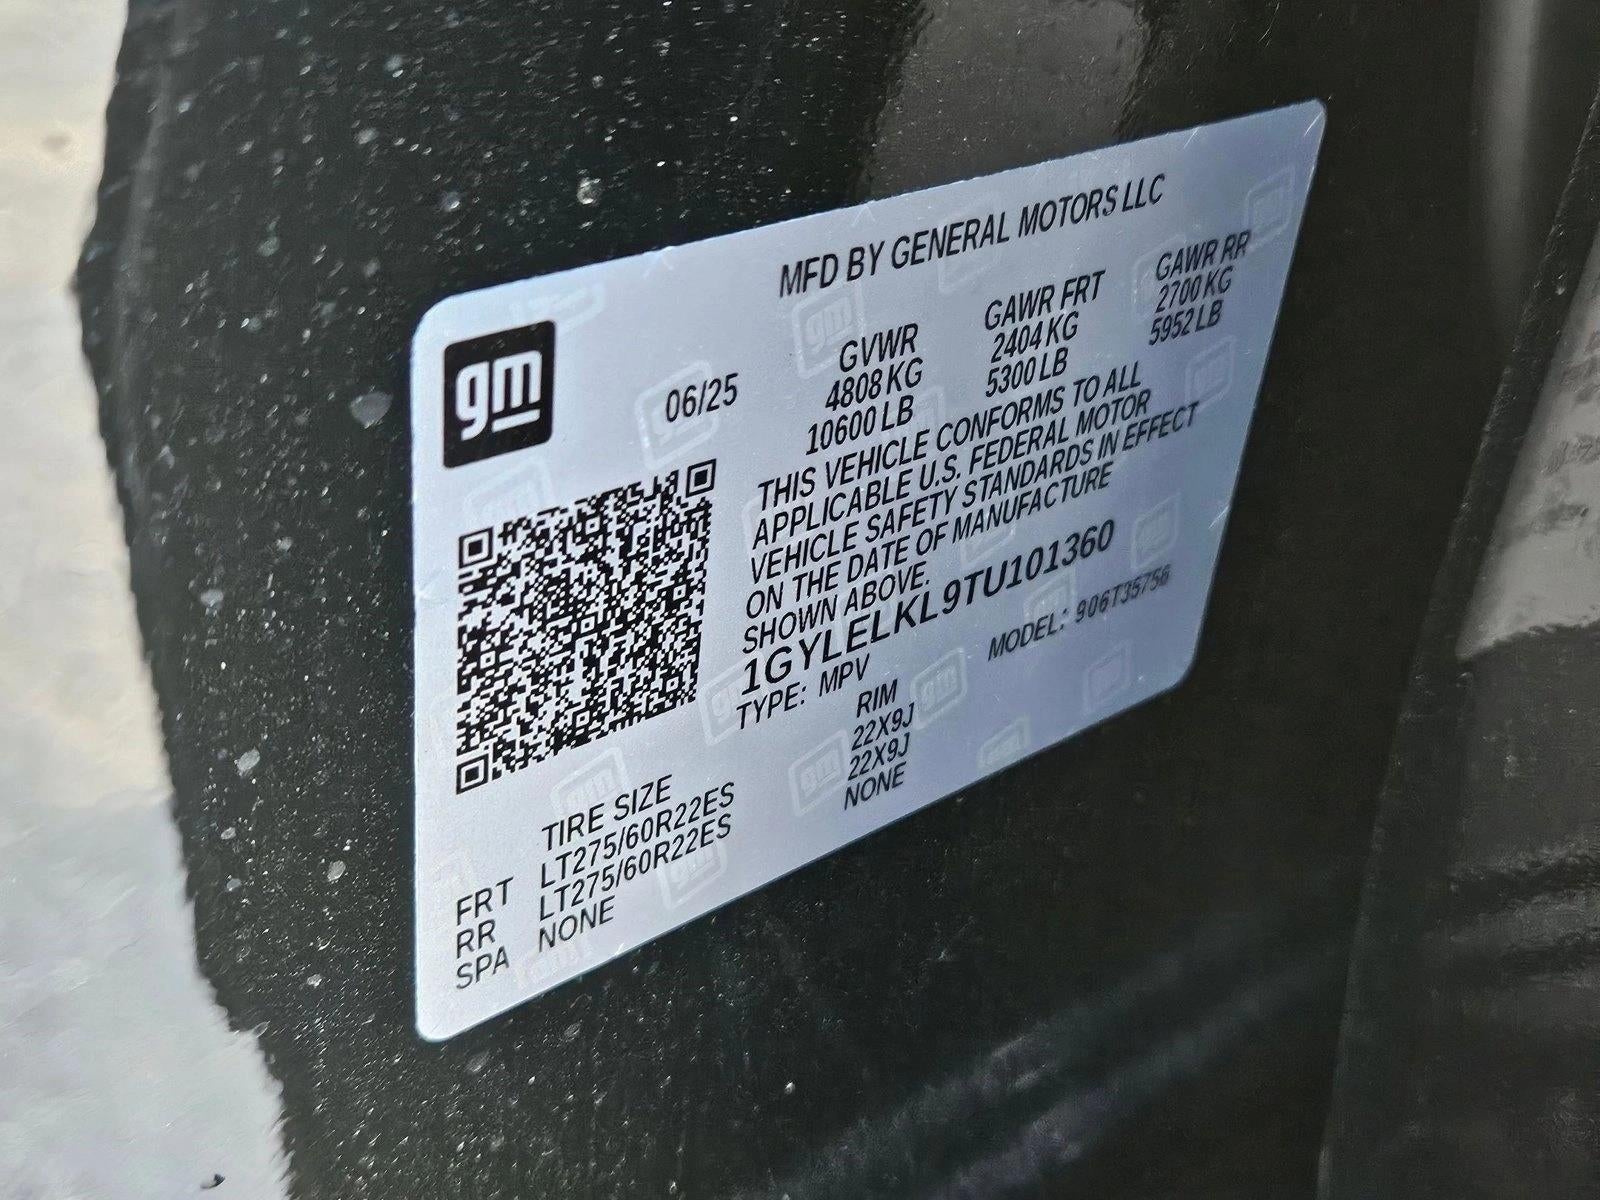 MFD BY GENERAL MOTORS LLC
gm
06/25
GVWR GAWR FRT GAWR RR
4808 KG 2404 KG 2700 KG
10600 LB 5300 LB 5952 LB
THIS VEHICLE CONFORMS TO ALL
APPLICABLE U.S. FEDERAL MOTOR
VEHICLE SAFETY STANDARDS IN EFFECT
ON THE DATE OF MANUFACTURE
SHOWN ABOVE.
1GYLELKL9TU101360
TYPE: MPV MODEL: 906T35756
TIRE SIZE RIM
FRT LT275/60R22ES 22X9J
RR LT275/60R22ES 22X9J
SPA NONE NONE